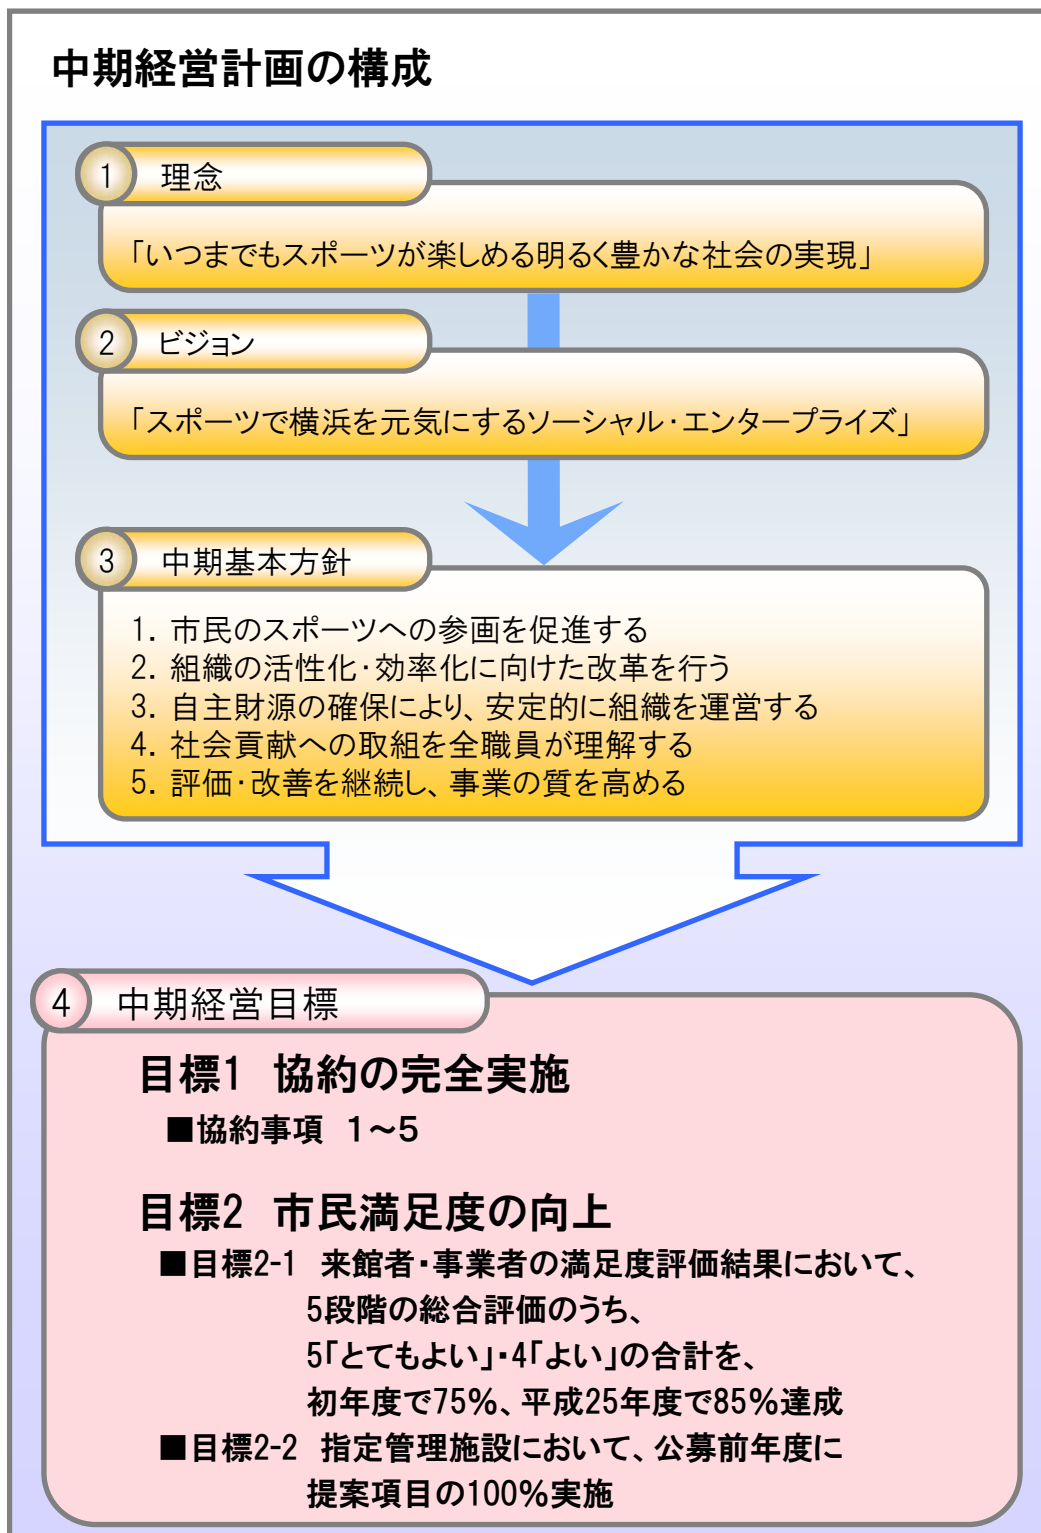 中期経営計画の構成
1 理念
「いつまでもスポーツが楽しめる明るく豊かな社会の実現」
2 ビジョン
「スポーツで横浜を元気にするソーシャル・エンタープライズ」
3 中期基本方針
1. 市民のスポーツへの参画を促進する
2. 組織の活性化・効率化に向けた改革を行う
3. 自主財源の確保により、安定的に組織を運営する
4. 社会貢献への取組を全職員が理解する
5. 評価・改善を継続し、事業の質を高める
4 中期経営目標
目標1 協約の完全実施
■協約事項 1～5
目標2 市民満足度の向上
■目標2-1 来館者・事業者の満足度評価結果において、
5段階の総合評価のうち、
5「とてもよい」・4「よい」の合計を、
初年度で75%、平成25年度で85%達成
■目標2-2 指定管理施設において、公募前年度に
提案項目の100%実施